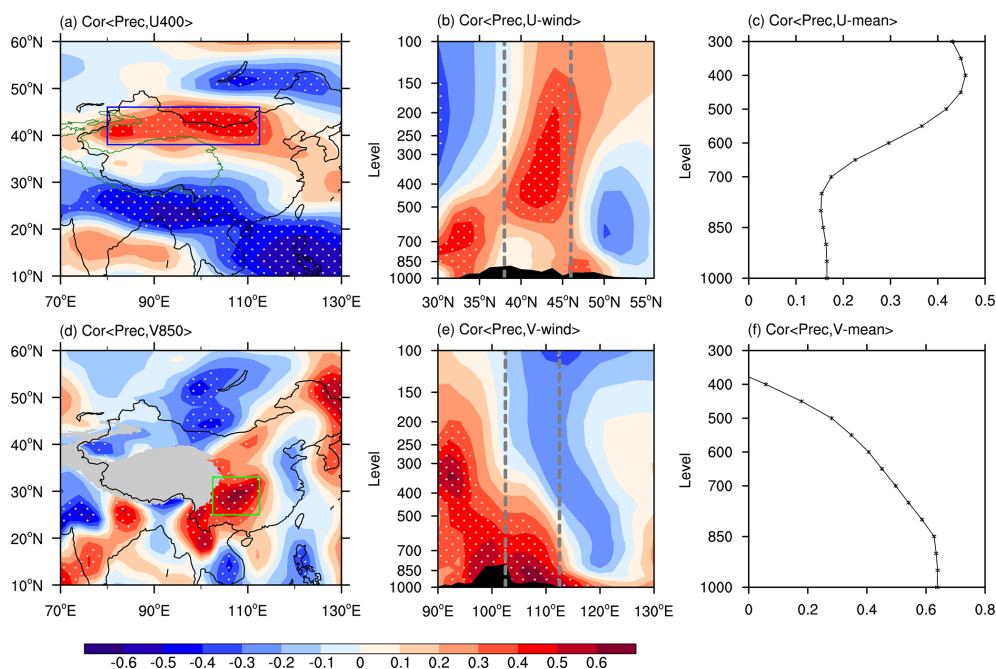 (a) Cor<Prec,U400>
60°N
50°N
40°N
30°N
20°N
10°N
70°E 90°E 110°E 130°E
(b) Cor<Prec,U-wind>
Level
100
150
200
250
300
400
500
700
850
1000
30°N 35°N 40°N 45°N 50°N 55°N
(c) Cor<Prec,U-mean>
Level
300
400
500
600
700
850
1000
0 0.1 0.2 0.3 0.4 0.5
(d) Cor<Prec,V850>
60°N
50°N
40°N
30°N
20°N
10°N
70°E 90°E 110°E 130°E
(e) Cor<Prec,V-wind>
Level
100
150
200
250
300
400
500
700
850
1000
90°E 100°E 110°E 120°E 130°E
(f) Cor<Prec,V-mean>
Level
300
400
500
600
700
850
1000
0 0.2 0.4 0.6 0.8
-0.6 -0.5 -0.4 -0.3 -0.2 -0.1 0 0.1 0.2 0.3 0.4 0.5 0.6